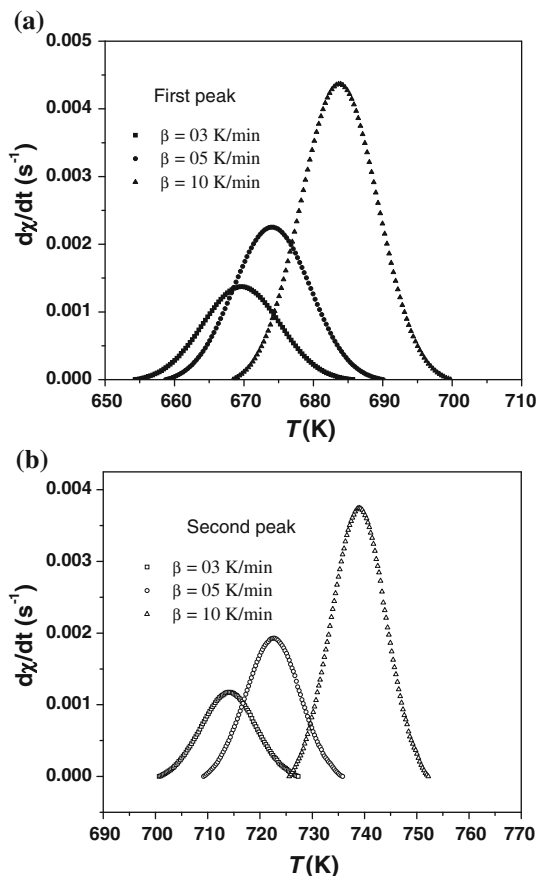 (a)
0.005
0.004
0.003
0.002
0.001
0.000
dχ/dt (s⁻¹)
First peak
β = 03 K/min
β = 05 K/min
β = 10 K/min
650 660 670 680 690 700 710
T(K)
(b)
0.004
0.003
0.002
0.001
0.000
dχ/dt (s⁻¹)
Second peak
β = 03 K/min
β = 05 K/min
β = 10 K/min
690 700 710 720 730 740 750 760 770
T(K)